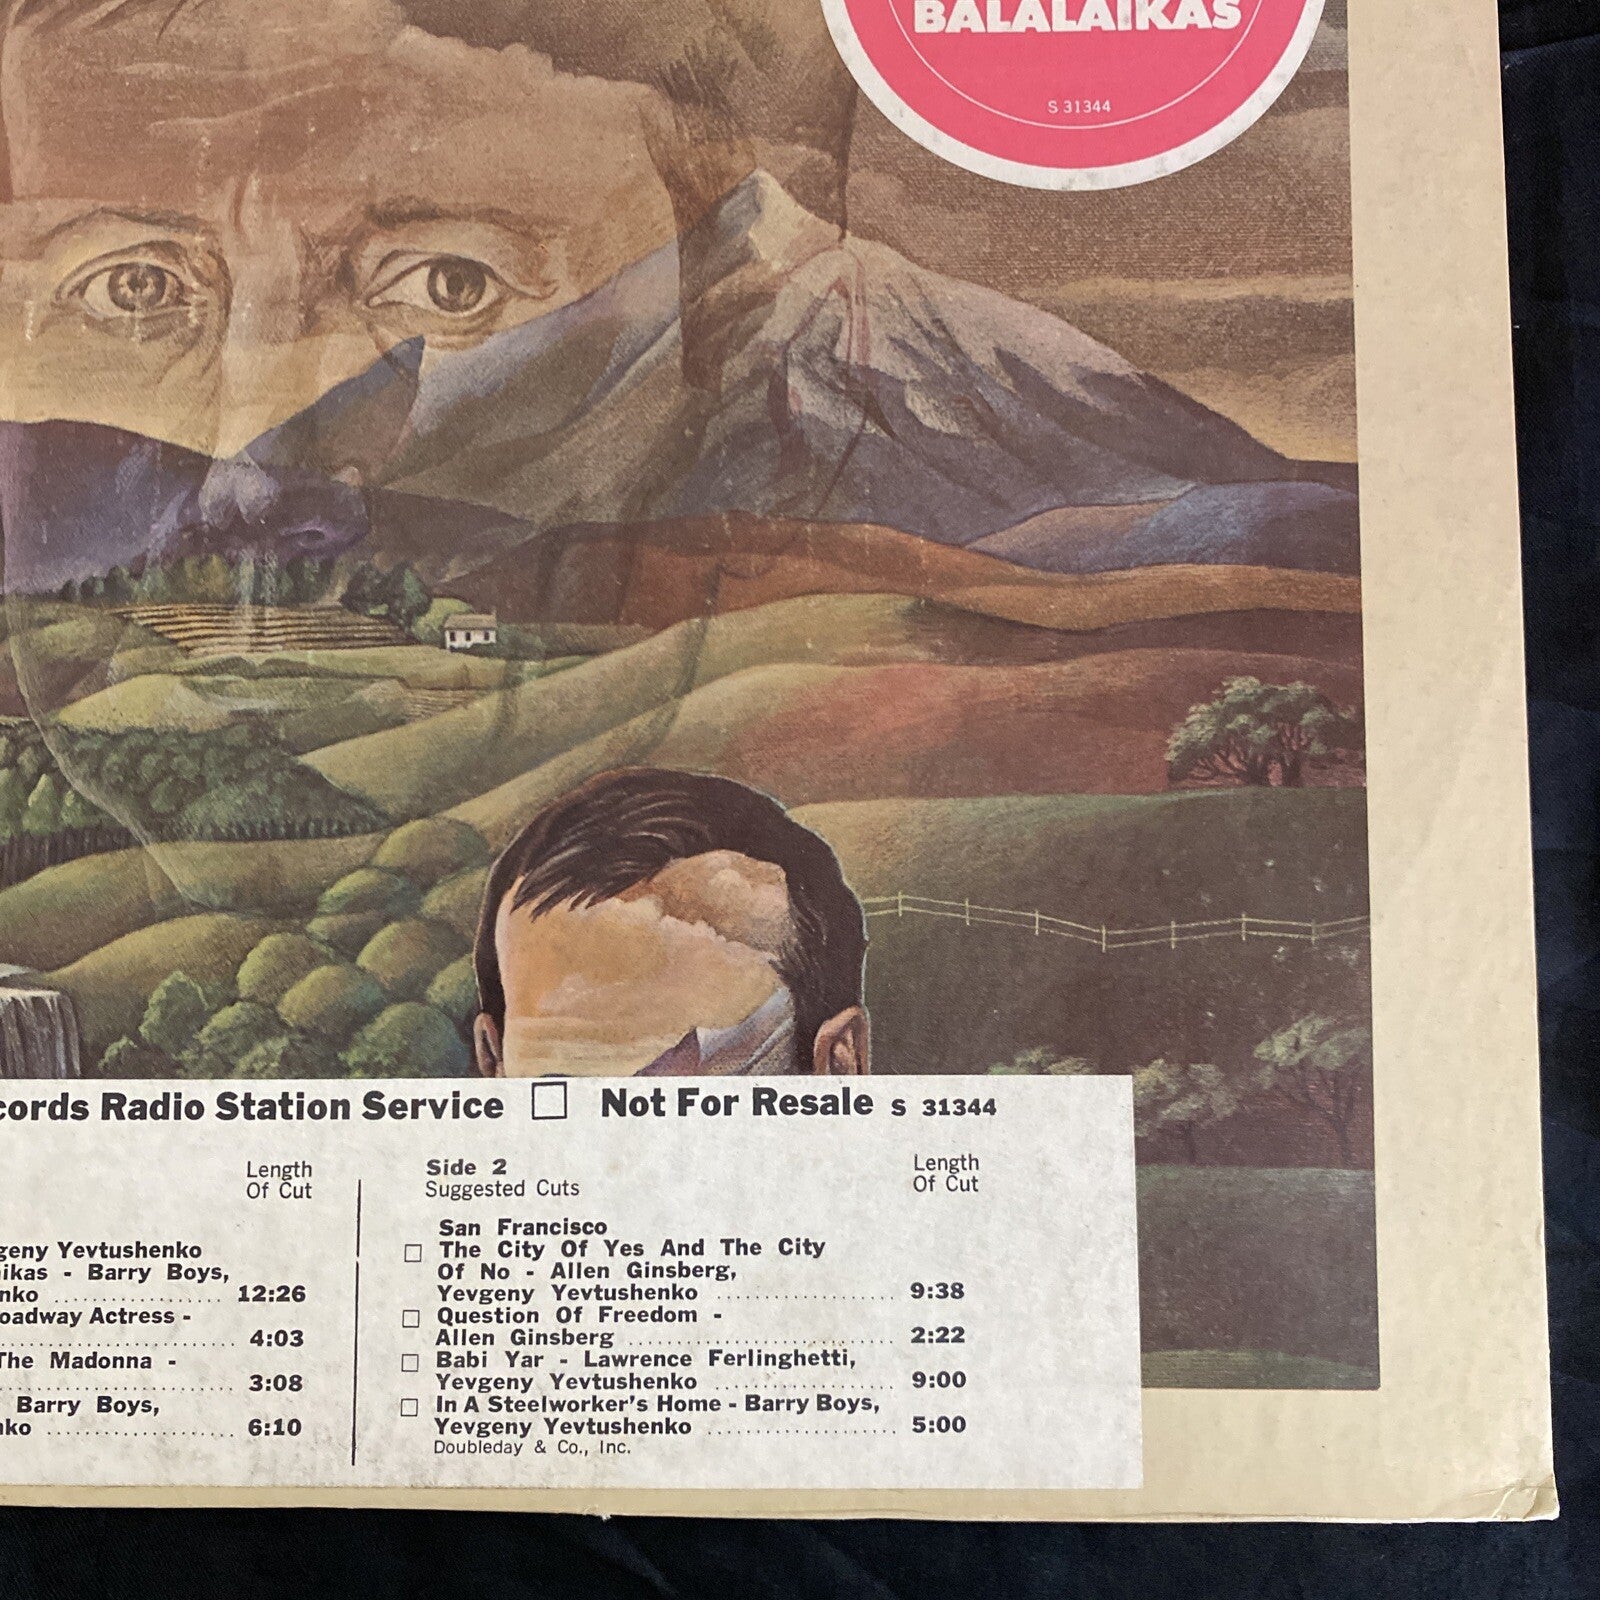 BALALAIKAS
S 31344
cords Radio Station Service □ Not For Resale S 31344
Length
Of Cut
geny Yevtushenko
ikas - Barry Boys,
nko .................. 12:26
oadway Actress -
.................. 4:03
The Madonna -
.................. 3:08
Barry Boys,
ko .................. 6:10
Side 2
Suggested Cuts
Length
Of Cut
San Francisco
□ The City Of Yes And The City
Of No - Allen Ginsberg,
Yevgeny Yevtushenko .................. 9:38
□ Question Of Freedom -
Allen Ginsberg .................. 2:22
□ Babi Yar - Lawrence Ferlinghetti,
Yevgeny Yevtushenko .................. 9:00
□ In A Steelworker's Home - Barry Boys,
Yevgeny Yevtushenko .................. 5:00
Doubleday & Co., Inc.